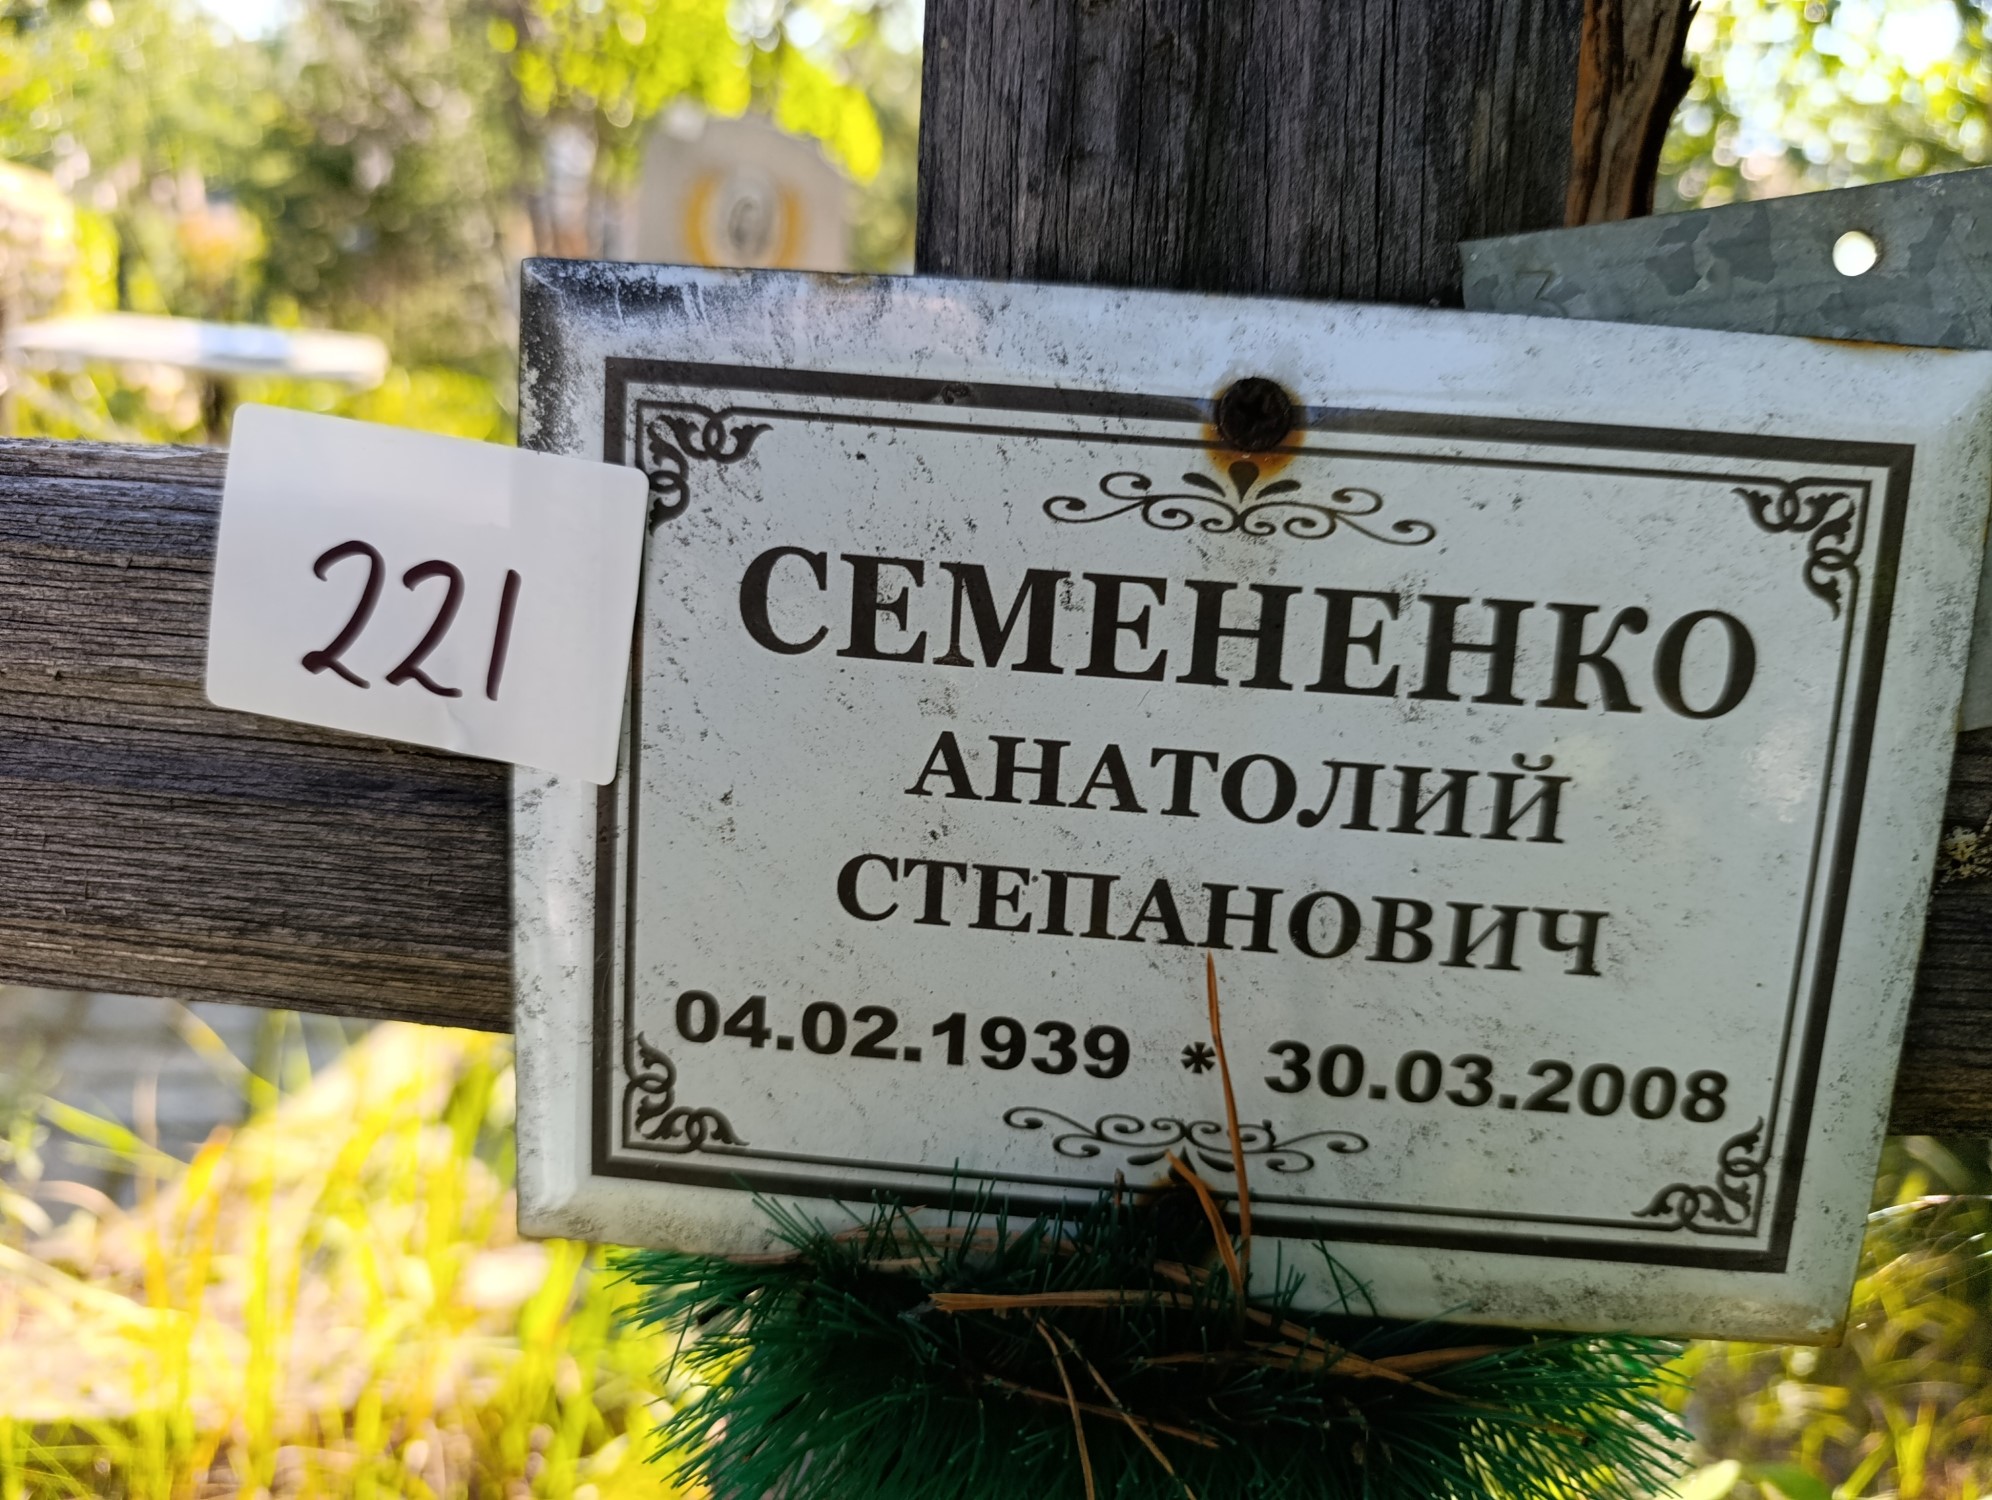 221
СЕМЕНЕНКО
АНАТОЛИЙ
СТЕПАНОВИЧ
04.02.1939 * 30.03.2008